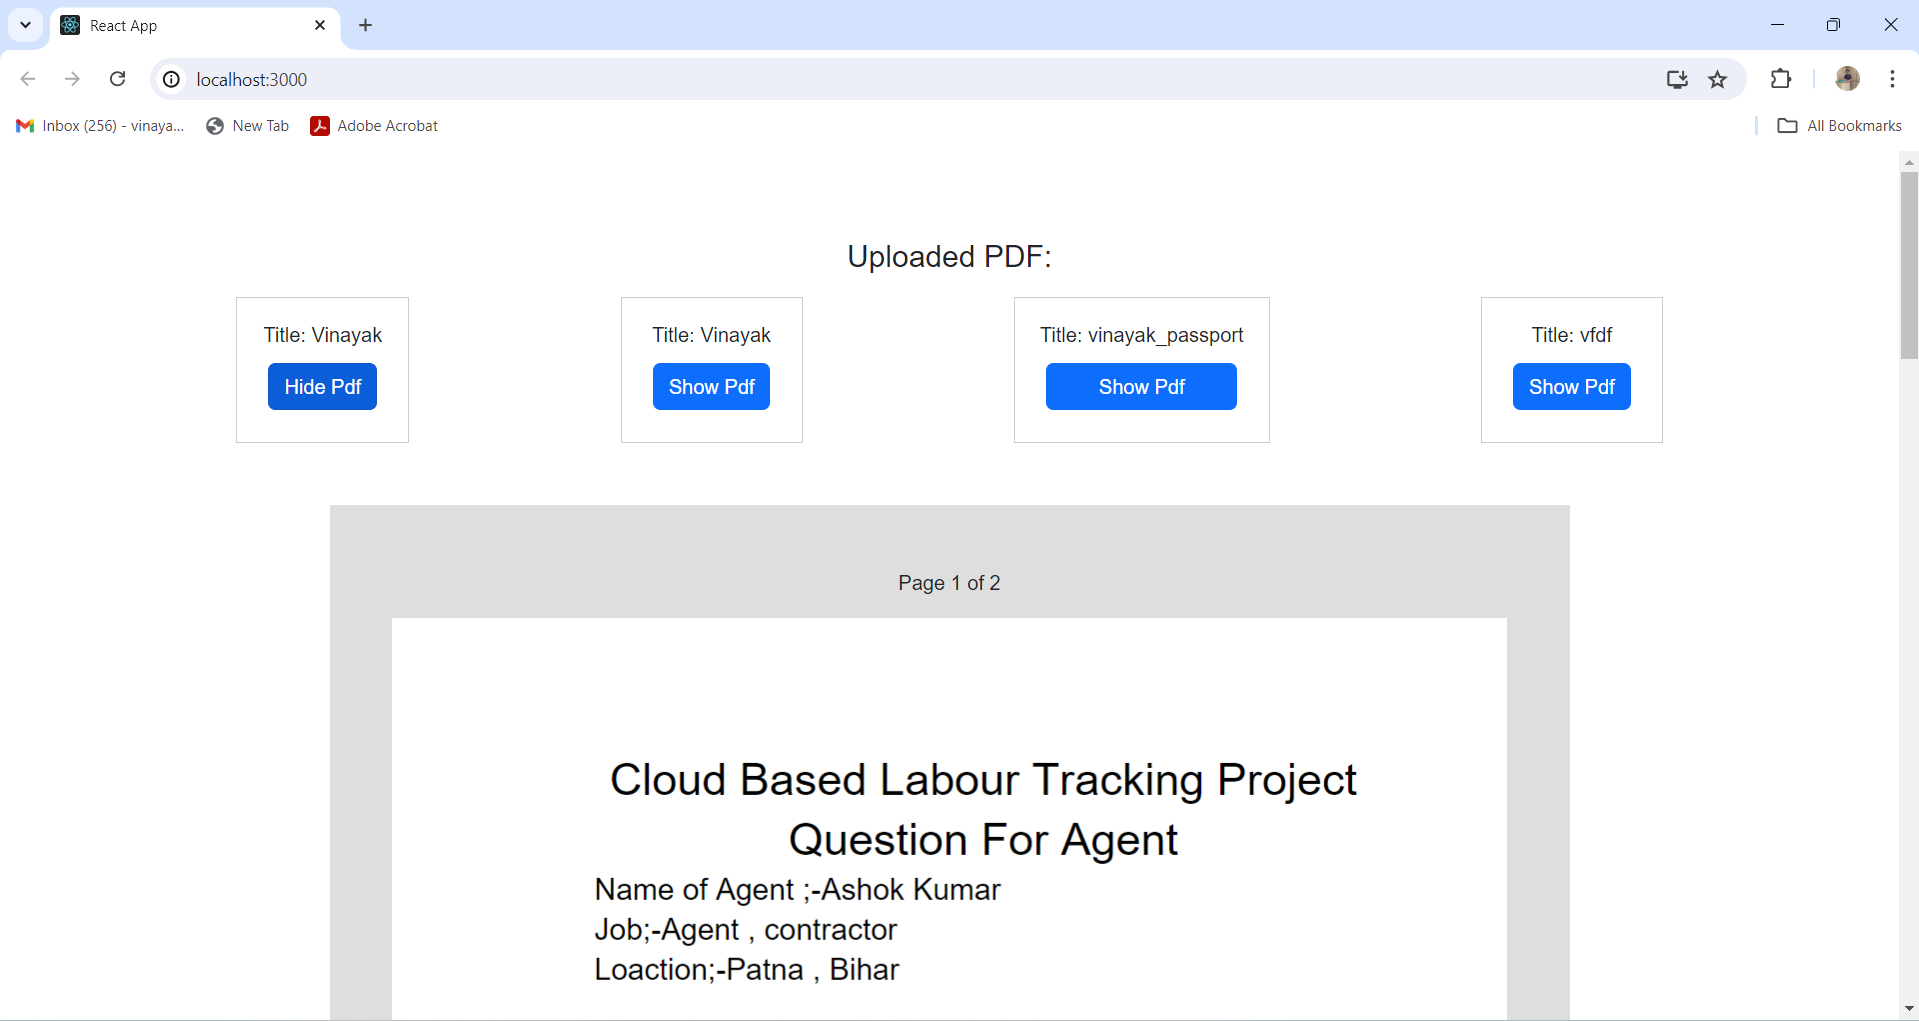 React App
localhost:3000
Inbox (256) - vinaya...
New Tab
Adobe Acrobat
All Bookmarks
Uploaded PDF:
Title: Vinayak
Hide Pdf
Title: Vinayak
Show Pdf
Title: vinayak_passport
Show Pdf
Title: vfdf
Show Pdf
Page 1 of 2
Cloud Based Labour Tracking Project
Question For Agent
Name of Agent ;-Ashok Kumar
Job;-Agent , contractor
Loaction;-Patna , Bihar